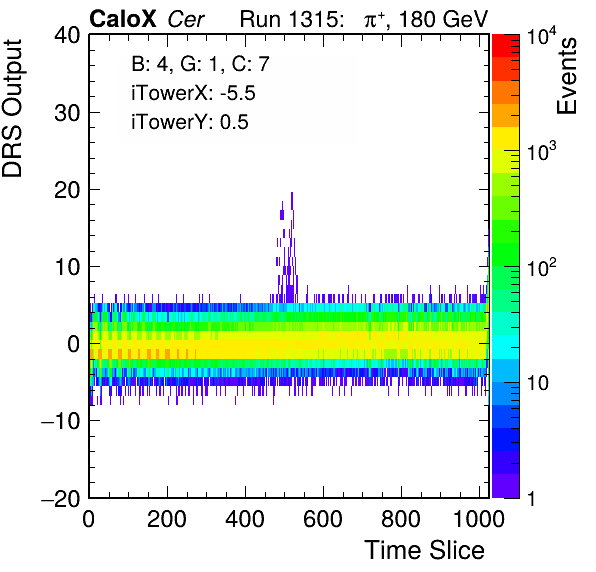 CaloX Cer Run 1315: π⁺, 180 GeV
B: 4, G: 1, C: 7
iTowerX: -5.5
iTowerY: 0.5
DRS Output
40
30
20
10
0
−10
−20
0 200 400 600 800 1000
Time Slice
Events
10⁴
10³
10²
10
1